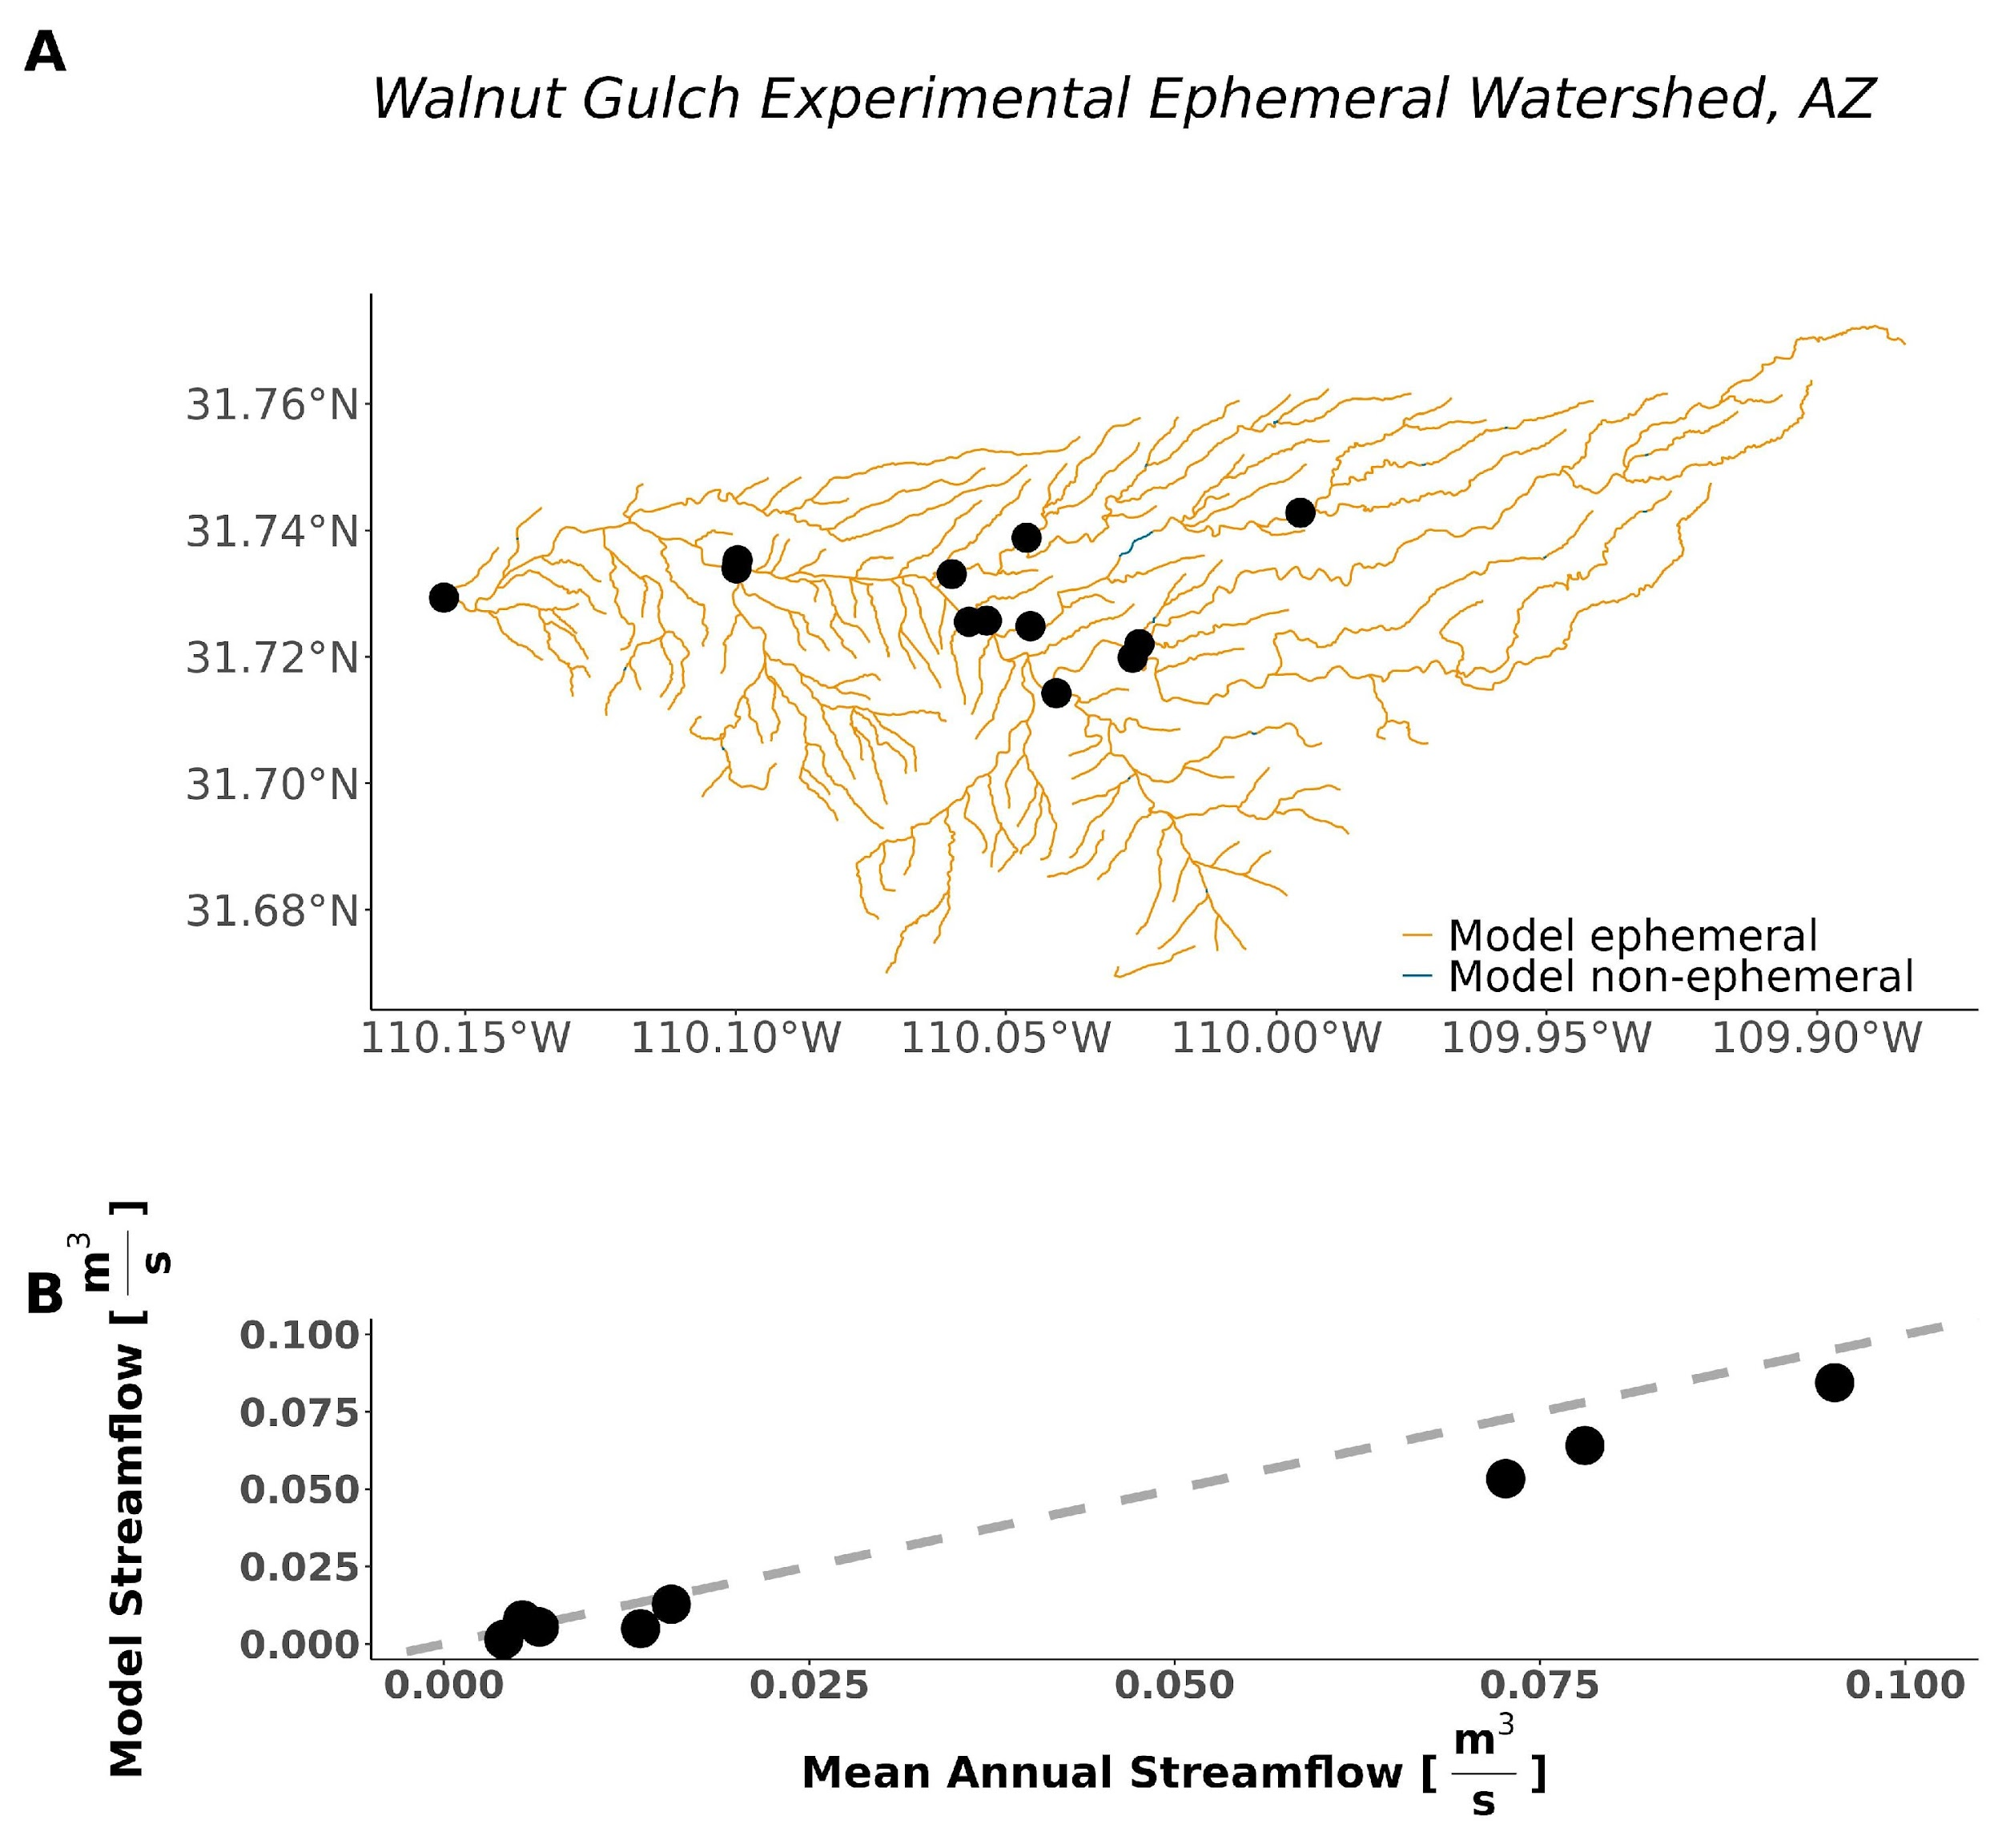 A
Walnut Gulch Experimental Ephemeral Watershed, AZ
31.76°N
31.74°N
31.72°N
31.70°N
31.68°N
Model ephemeral
Model non-ephemeral
110.15°W 110.10°W 110.05°W 110.00°W 109.95°W 109.90°W
B
Model Streamflow [ m³/s ]
0.100
0.075
0.050
0.025
0.000
0.000 0.025 0.050 0.075 0.100
Mean Annual Streamflow [ m³/s ]